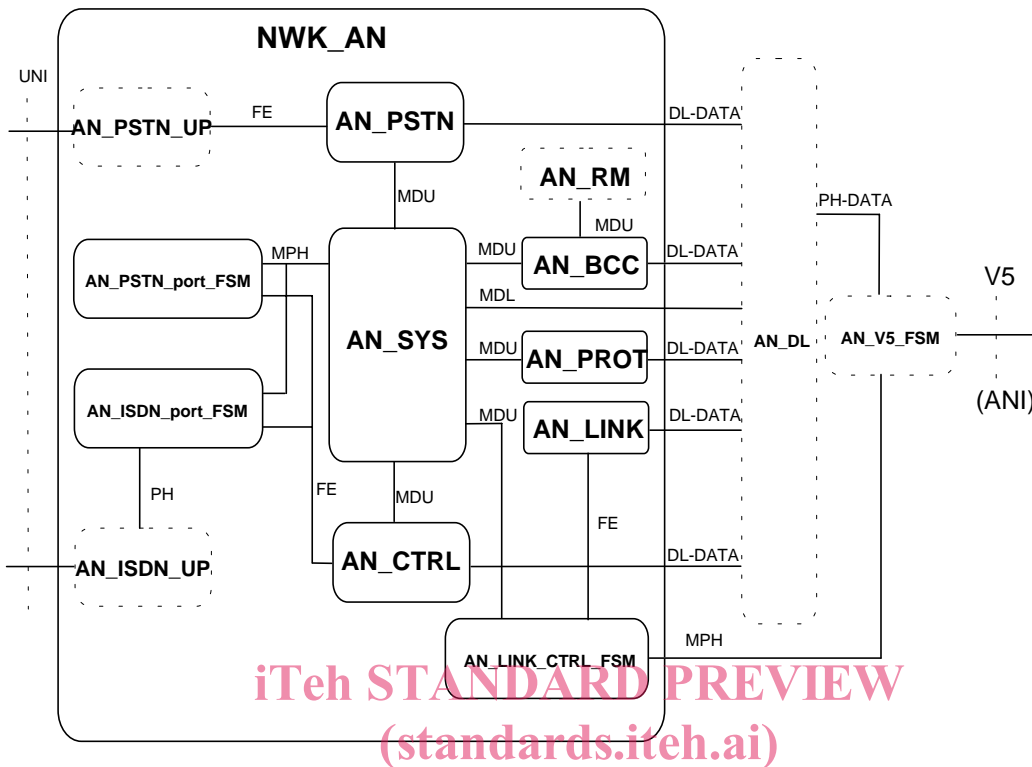 NWK_AN
UNI
AN_PSTN_UP
FE
AN_PSTN
DL-DATA
AN_RM
MDU
MDU
PH-DATA
AN_PSTN_port_FSM
MPH
MDU
AN_BCC
DL-DATA
MDL
V5
AN_SYS
AN_DL
AN_V5_FSM
MDU
AN_PROT
DL-DATA
(ANI)
AN_ISDN_port_FSM
MDU
AN_LINK
DL-DATA
PH
FE
MDU
FE
AN_ISDN_UP
AN_CTRL
DL-DATA
AN_LINK_CTRL_FSM
MPH
iTeh STANDARD PREVIEW
(standards.iteh.ai)